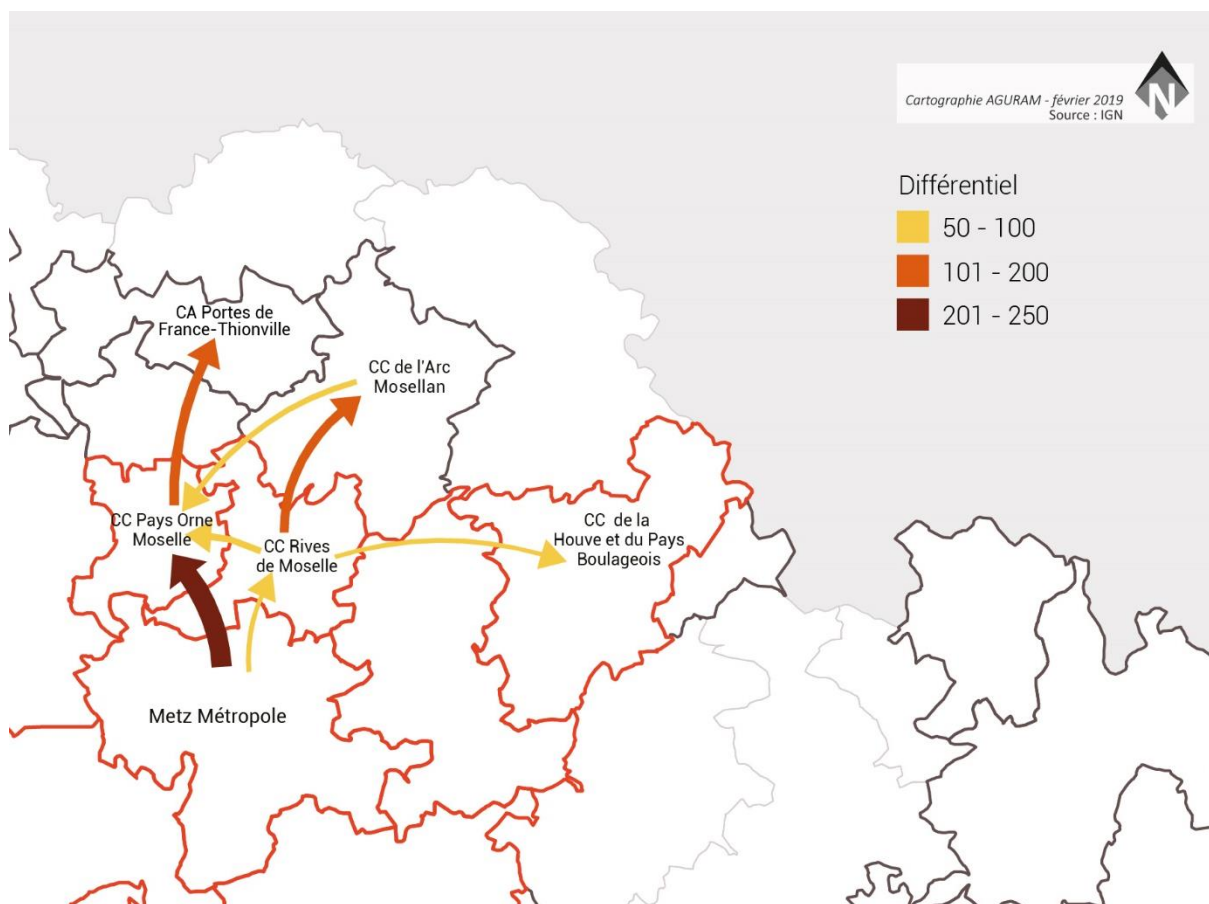 Cartographie AGURAM - février 2019
Source : IGN
N
Différentiel
50 - 100
101 - 200
201 - 250
CA Portes de
France-Thionville
CC de l'Arc
Mosellan
CC Pays Orne
Moselle
CC Rives
de Moselle
CC de la
Houve et du Pays
Boulageois
Metz Métropole